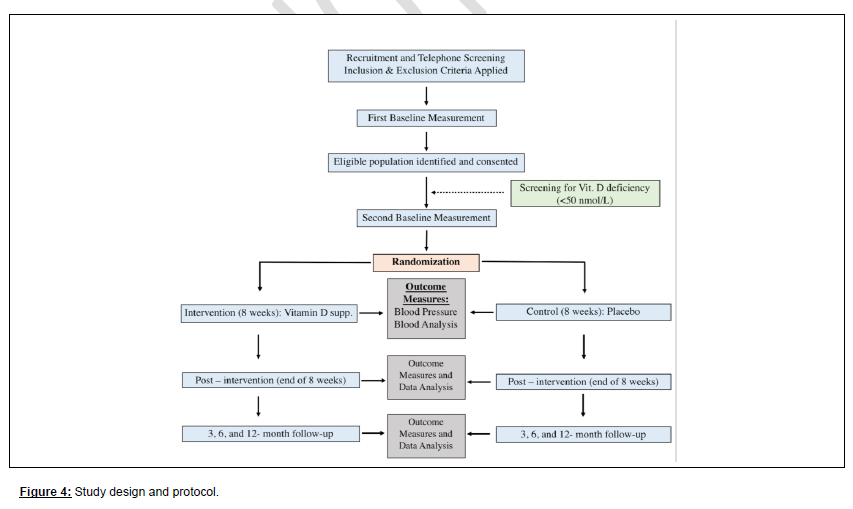 Recruitment and Telephone Screening
Inclusion & Exclusion Criteria Applied
First Baseline Measurement
Eligible population identified and consented
Screening for Vit. D deficiency
(<50 nmol/L)
Second Baseline Measurement
Randomization
Outcome
Measures:
Blood Pressure
Blood Analysis
Intervention (8 weeks): Vitamin D supp.
Control (8 weeks): Placebo
Post – intervention (end of 8 weeks)
Outcome
Measures and
Data Analysis
Post – intervention (end of 8 weeks)
3, 6, and 12- month follow-up
Outcome
Measures and
Data Analysis
3, 6, and 12- month follow-up
Figure 4: Study design and protocol.